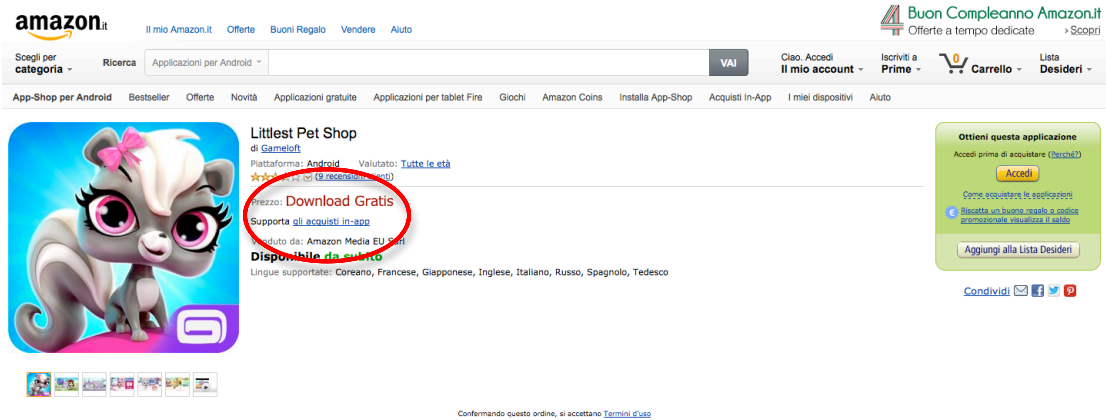 amazon.it
Il mio Amazon.it Offerte Buoni Regalo Vendere Aiuto
4 Buon Compleanno Amazon.it
Offerte a tempo dedicate › Scopri
Scegli per
categoria
Ricerca
Applicazioni per Android
VAI
Ciao. Accedi
Il mio account
Iscriviti a
Prime
0
Carrello
Lista
Desideri
App-Shop per Android Bestseller Offerte Novità Applicazioni gratuite Applicazioni per tablet Fire Giochi Amazon Coins Installa App-Shop Acquisti In-App I miei dispositivi Aiuto
Littlest Pet Shop
di Gameloft
Piattaforma: Android Valutato: Tutte le età
(9 recensioni clienti)
Prezzo: Download Gratis
Supporta gli acquisti in-app
Venduto da: Amazon Media EU Sarl
Disponibile da subito
Lingue supportate: Coreano, Francese, Giapponese, Inglese, Italiano, Russo, Spagnolo, Tedesco
Ottieni questa applicazione
Accedi prima di acquistare (Perché?)
Accedi
Come acquistare le applicazioni
€ Riscatta un buono regalo o codice
promozionale visualizza il saldo
Aggiungi alla Lista Desideri
Condividi
Confermando questo ordine, si accettano Termini d'uso